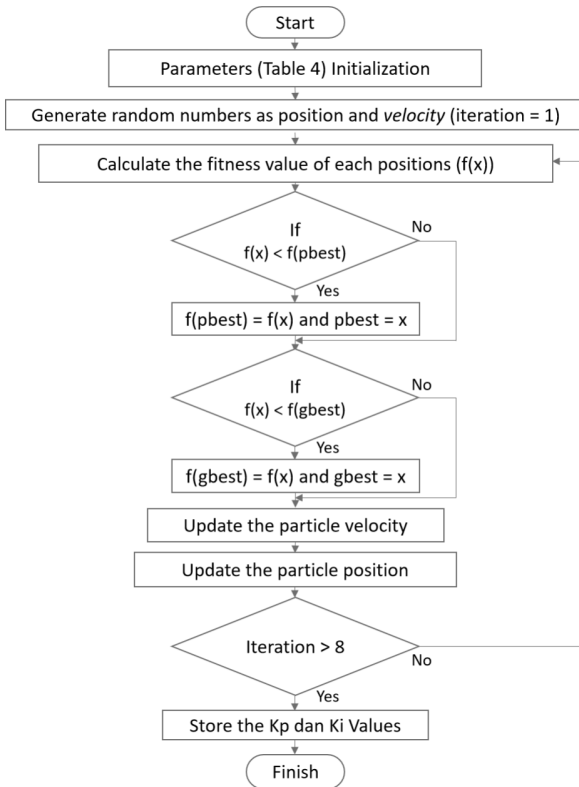 Start
Parameters (Table 4) Initialization
Generate random numbers as position and velocity (iteration = 1)
Calculate the fitness value of each positions (f(x))
If
f(x) < f(pbest)
No
Yes
f(pbest) = f(x) and pbest = x
If
f(x) < f(gbest)
No
Yes
f(gbest) = f(x) and gbest = x
Update the particle velocity
Update the particle position
Iteration > 8
No
Yes
Store the Kp dan Ki Values
Finish